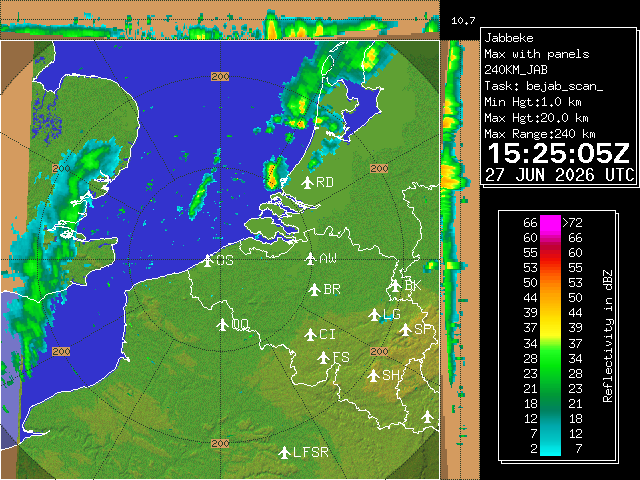 10.7
Jabbeke
Max with panels
240KM_JAB
Task: bejab_scan_
Min Hgt:1.0 km
Max Hgt:20.0 km
Max Range:240 km
15:25:05Z
27 JUN 2026 UTC
200
200
200
RD
OS
AW
BR
BK
LG
SP
QO
CI
FS
SH
200
200
200
LFSR
66 >72
66 66
60 60
55 55
53 53
50 50
44 44
39 39
37 37
34 34
28 28
23 23
21 21
18 18
12 12
7 7
2
Reflectivity in dBZ